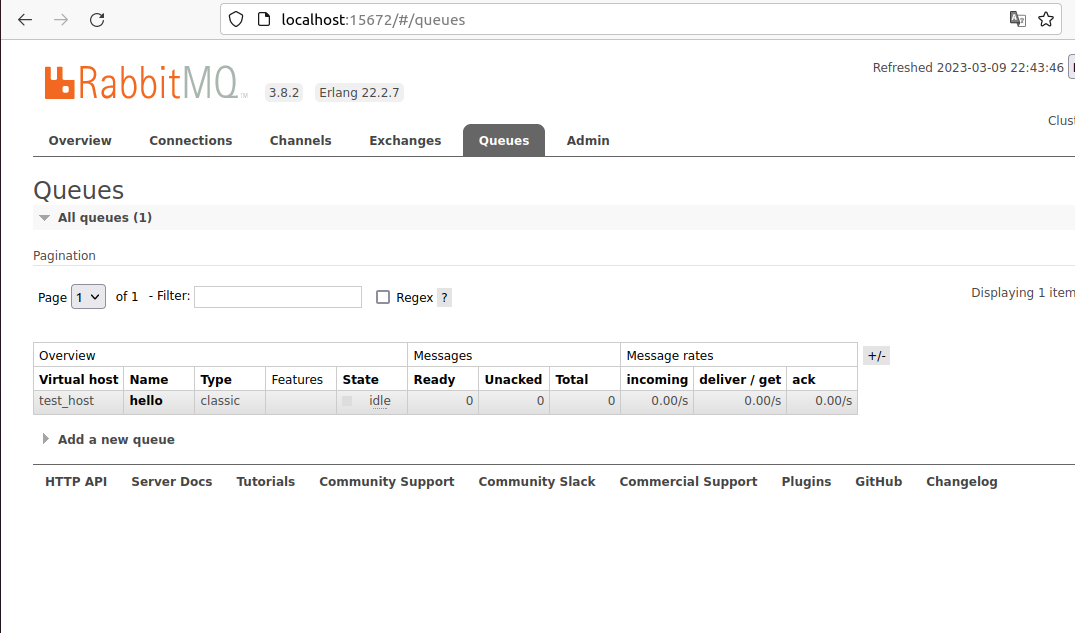 localhost:15672/#/queues
Refreshed 2023-03-09 22:43:46
RabbitMQ TM 3.8.2 Erlang 22.2.7
Clust
Overview Connections Channels Exchanges Queues Admin
Queues
All queues (1)
Pagination
Page 1 of 1 - Filter: Regex ? Displaying 1 item
Overview Messages Message rates +/-
Virtual host Name Type Features State Ready Unacked Total incoming deliver / get ack
test_host hello classic idle 0 0 0 0.00/s 0.00/s 0.00/s
Add a new queue
HTTP API Server Docs Tutorials Community Support Community Slack Commercial Support Plugins GitHub Changelog